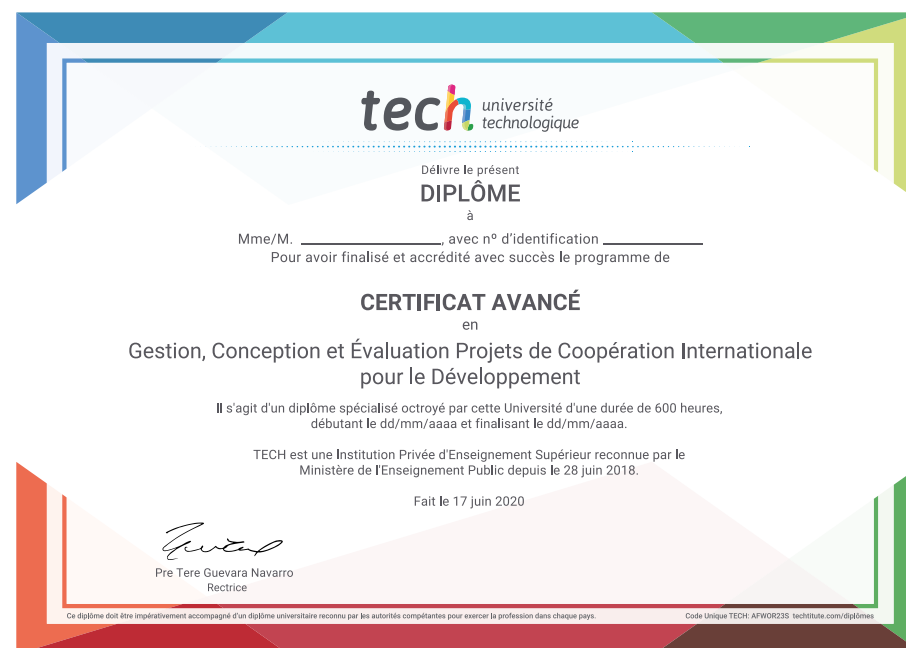 tech université
technologique
Délivre le présent
DIPLÔME
à
Mme/M. ____________________, avec nº d'identification ______________
Pour avoir finalisé et accrédité avec succès le programme de
CERTIFICAT AVANCÉ
en
Gestion, Conception et Évaluation Projets de Coopération Internationale
pour le Développement
Il s'agit d'un diplôme spécialisé octroyé par cette Université d'une durée de 600 heures,
débutant le dd/mm/aaaa et finalisant le dd/mm/aaaa.
TECH est une Institution Privée d'Enseignement Supérieur reconnue par le
Ministère de l'Enseignement Public depuis le 28 juin 2018.
Fait le 17 juin 2020
Pre Tere Guevara Navarro
Rectrice
Ce diplôme doit être impérativement accompagné d'un diplôme universitaire reconnu par les autorités compétantes pour exercer la profession dans chaque pays.
Code Unique TECH: AFWOR23S techtitute.com/diplômes